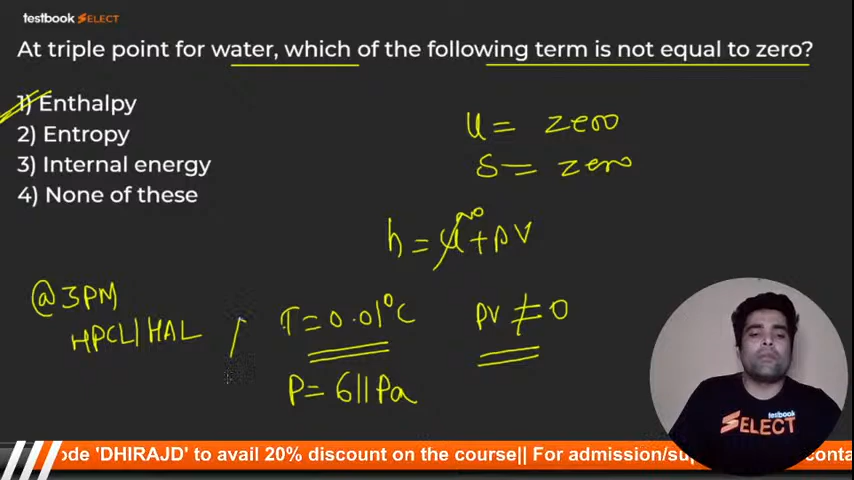 testbook SELECT
At triple point for water, which of the following term is not equal to zero?
1) Enthalpy
2) Entropy
3) Internal energy
4) None of these
u = zero
s = zero
h = u + pv
@3PM
HPCL/HAL
T = 0.01°C
pv ≠ 0
P = 611 Pa
testbook
SELECT
ode 'DHIRAJD' to avail 20% discount on the course|| For admission/su
conta